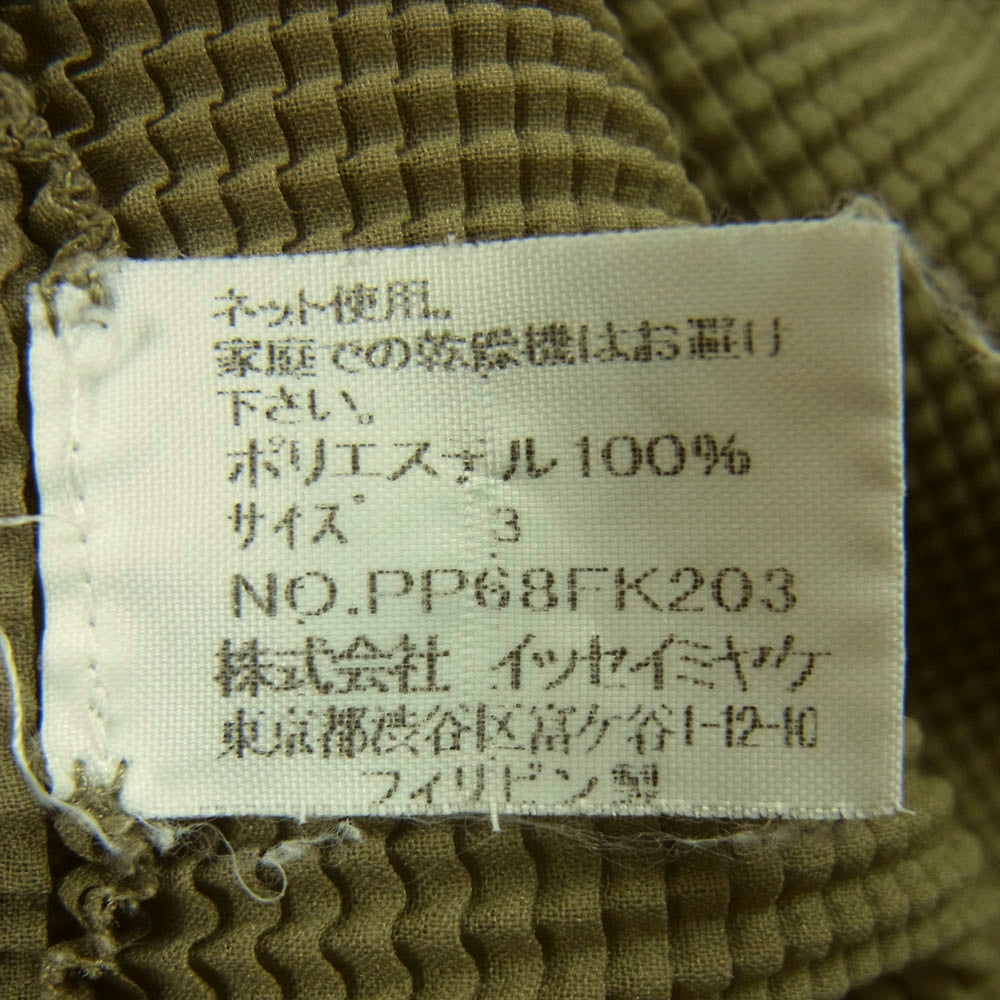 ネット使用。
家庭での乾燥機はお避け
下さい。
ポリエステル100%
サイズ 3
NO.PP68FK203
株式会社 イッセイミヤケ
東京都渋谷区富ケ谷1-12-10
フィリピン製